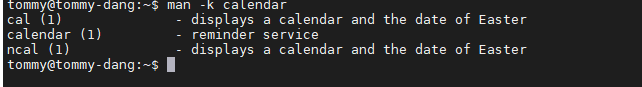 tommy@tommy-dang:~$ man -k calendar
cal (1)              - displays a calendar and the date of Easter
calendar (1)         - reminder service
ncal (1)             - displays a calendar and the date of Easter
tommy@tommy-dang:~$